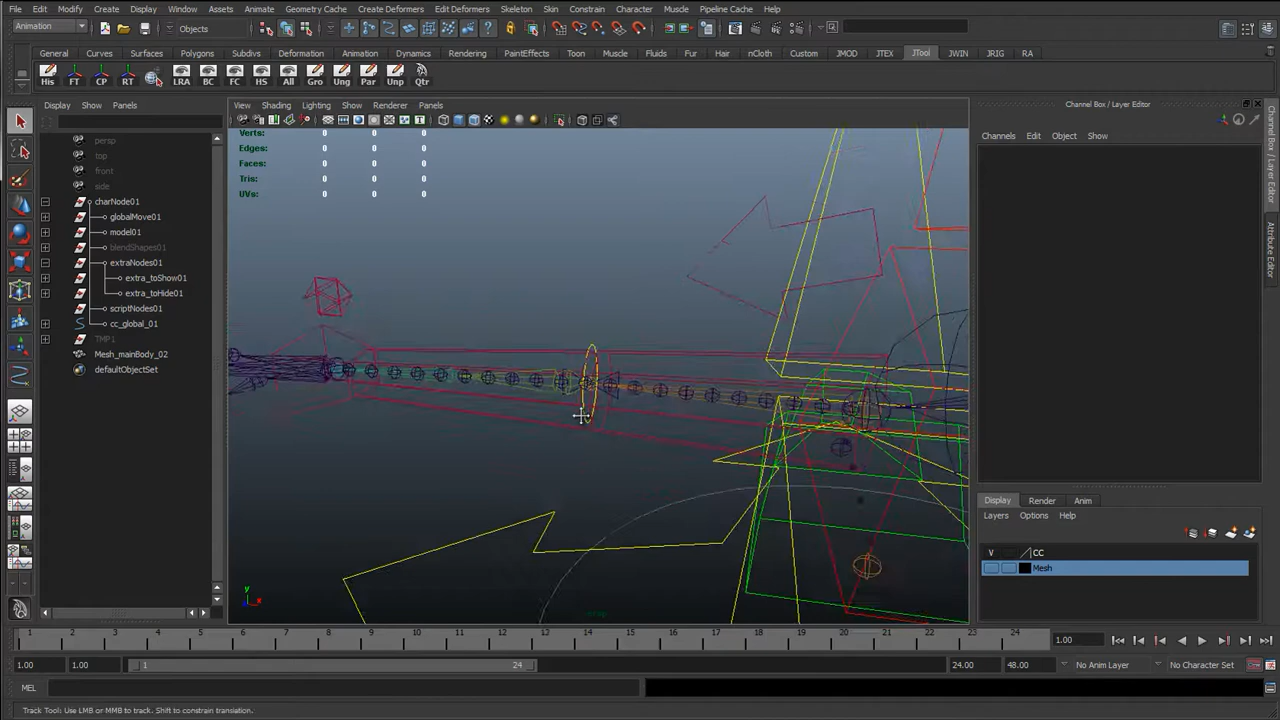 File Edit Modify Create Display Window Assets Animate Geometry Cache Create Deformers Edit Deformers Skeleton Skin Constrain Character Muscle Pipeline Cache Help
Animation Objects
General Curves Surfaces Polygons Subdivs Deformation Animation Dynamics Rendering PaintEffects Toon Muscle Fluids Fur Hair nCloth Custom JMOD JTEX JTool JWIN JRIG RA
His FT CP RT LRA BC FC HS All Gro Ung Par Unp Qtr
Display Show Panels
View Shading Lighting Show Renderer Panels
Channel Box / Layer Editor
Channels Edit Object Show
Verts: 0 0
Edges: 0 0
Faces: 0 0
Tris: 0 0
UVs: 0 0
persp
top
front
side
charNode01
globalMove01
model01
blendShapes01
extraNodes01
extra_toShow01
extra_toHide01
scriptNodes01
cc_global_01
TMP1
Mesh_mainBody_02
defaultObjectSet
Channel Box / Layer Editor
Attribute Editor
Display Render Anim
Layers Options Help
V CC
Mesh
y
x
persp
1 2 3 4 5 6 7 8 9 10 11 12 13 14 15 16 17 18 19 20 21 22 23 24 1.00
1.00 1.00 1 24 24.00 48.00 No Anim Layer No Character Set
MEL
Track Tool: Use LMB or MMB to track. Shift to constrain translation.